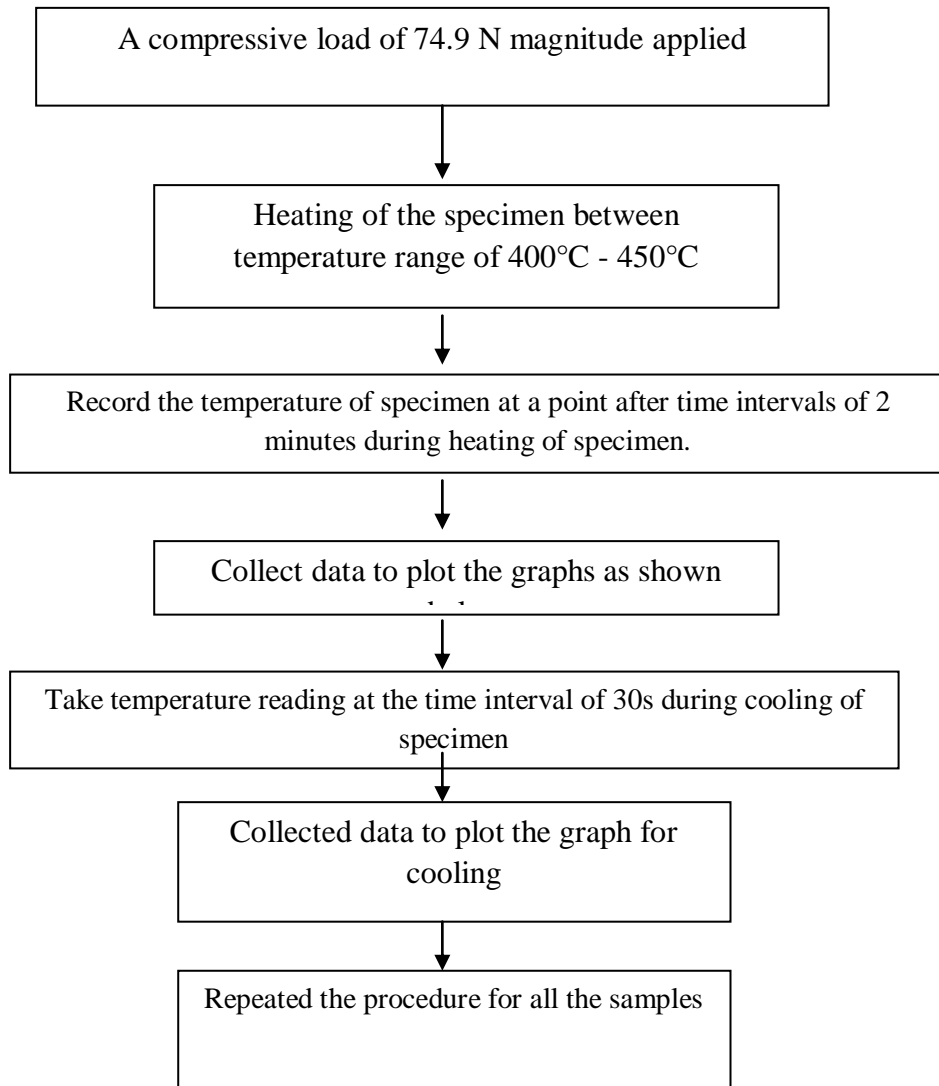 A compressive load of 74.9 N magnitude applied
Heating of the specimen between
temperature range of 400°C - 450°C
Record the temperature of specimen at a point after time intervals of 2
minutes during heating of specimen.
Collect data to plot the graphs as shown
Take temperature reading at the time interval of 30s during cooling of
specimen
Collected data to plot the graph for
cooling
Repeated the procedure for all the samples